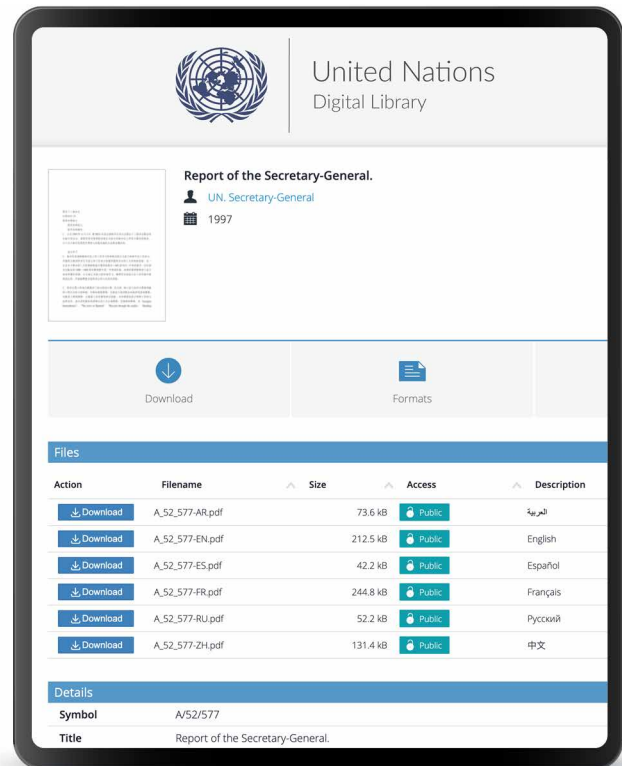 United Nations
Digital Library
Report of the Secretary-General.
UN. Secretary-General
1997
Download
Formats
Files
Action Filename Size Access Description
Download A_52_577-AR.pdf 73.6 kB Public العربية
Download A_52_577-EN.pdf 212.5 kB Public English
Download A_52_577-ES.pdf 42.2 kB Public Español
Download A_52_577-FR.pdf 244.8 kB Public Français
Download A_52_577-RU.pdf 52.2 kB Public Русский
Download A_52_577-ZH.pdf 131.4 kB Public 中文
Details
Symbol A/52/577
Title Report of the Secretary-General.